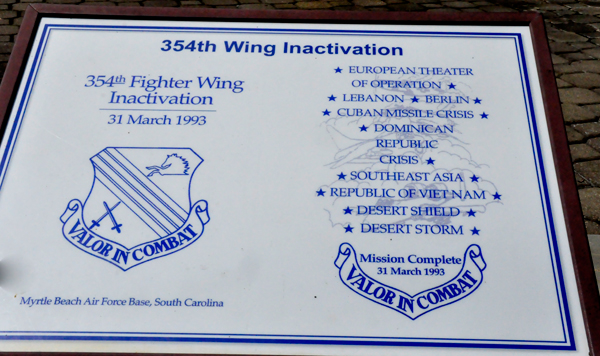 354th Wing Inactivation
354th Fighter Wing
Inactivation
31 March 1993
VALOR IN COMBAT
Myrtle Beach Air Force Base, South Carolina
★ EUROPEAN THEATER
OF OPERATION ★
★ LEBANON ★ BERLIN ★
★ CUBAN MISSILE CRISIS ★
★ DOMINICAN
REPUBLIC
CRISIS ★
★ SOUTHEAST ASIA ★
★ REPUBLIC OF VIET NAM ★
★ DESERT SHIELD ★
★ DESERT STORM ★
Mission Complete
31 March 1993
VALOR IN COMBAT